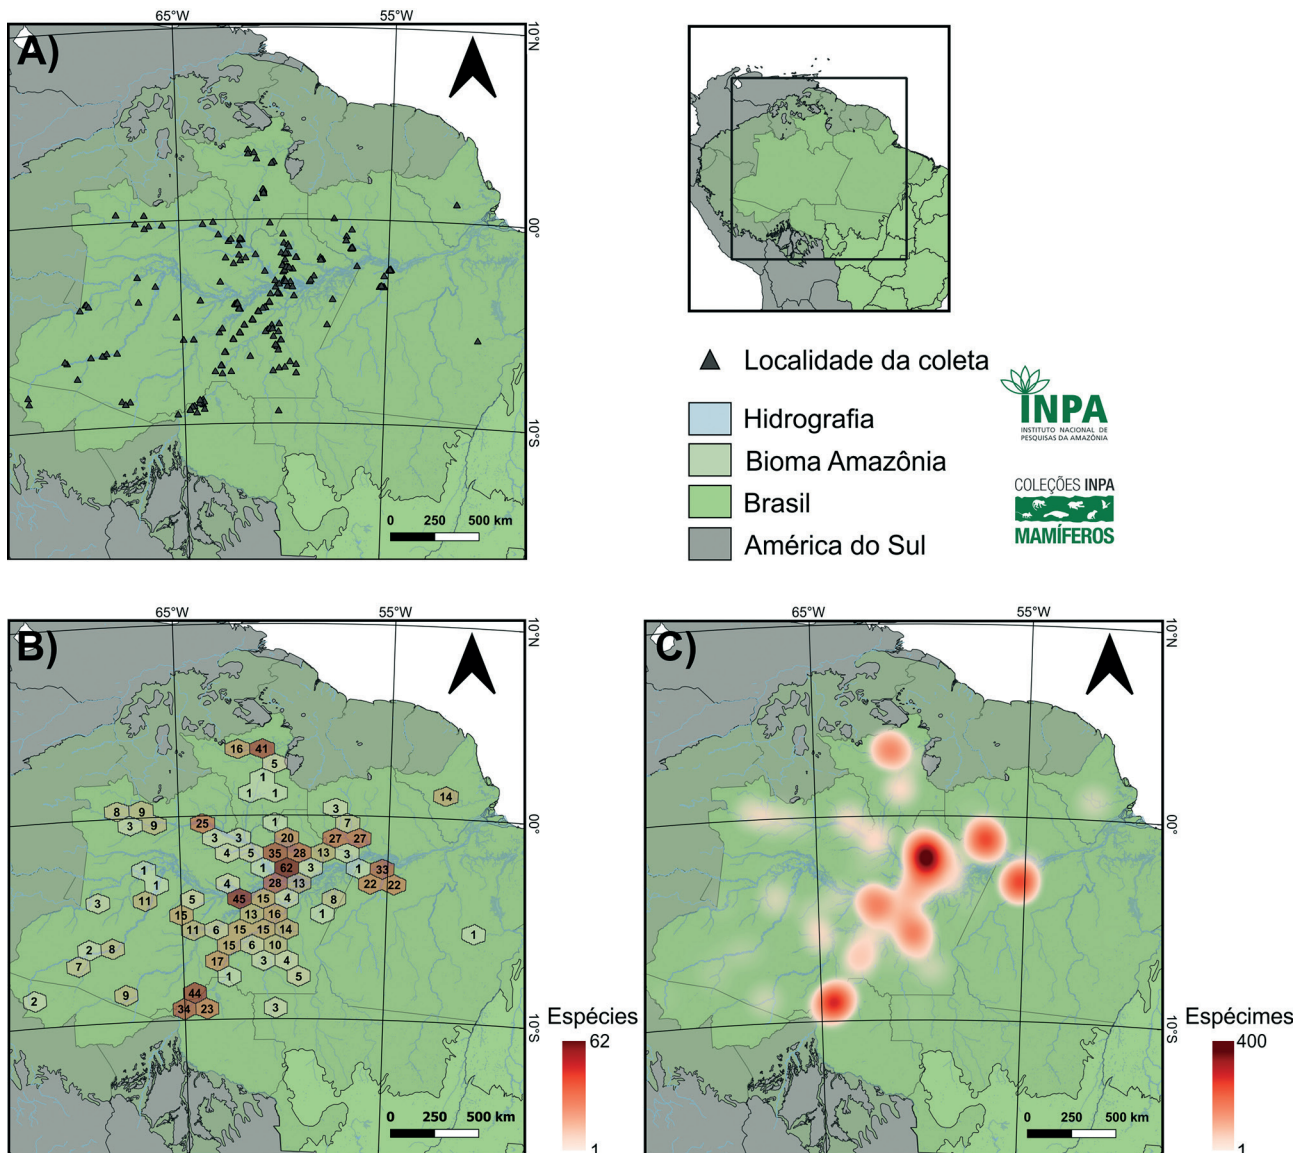 65°W
55°W
A)
10°N
00°
10°S
0 250 500 km
Localidade da coleta
Hidrografia
Bioma Amazônia
Brasil
América do Sul
INPA
INSTITUTO NACIONAL DE
PESQUISAS DA AMAZÔNIA
COLEÇÕES INPA
MAMÍFEROS
65°W
55°W
B)
10°N
16 41
5
1
1 1
14
3
8 9
3 9
25
1
7
00°
3 3
20
27 27
4 5 35 28 13 3
1
1 62 3
1 33
1
4 28 13
22 22
3
11
5
45 15 4
8
15
13 16
1
11 6 15 15 14
1
2 8
15 6 10
7
17 3 4
1
5
2
9
44
34 23
3
10°S
0 250 500 km
Espécies
62
1
65°W
55°W
C)
10°N
00°
10°S
0 250 500 km
Espécimes
400
1